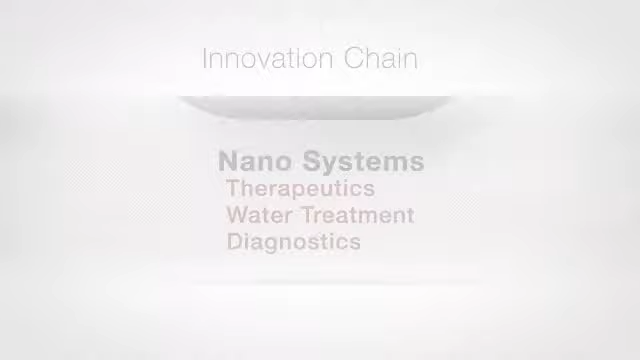 Innovation Chain
Nano Systems
Therapeutics
Water Treatment
Diagnostics